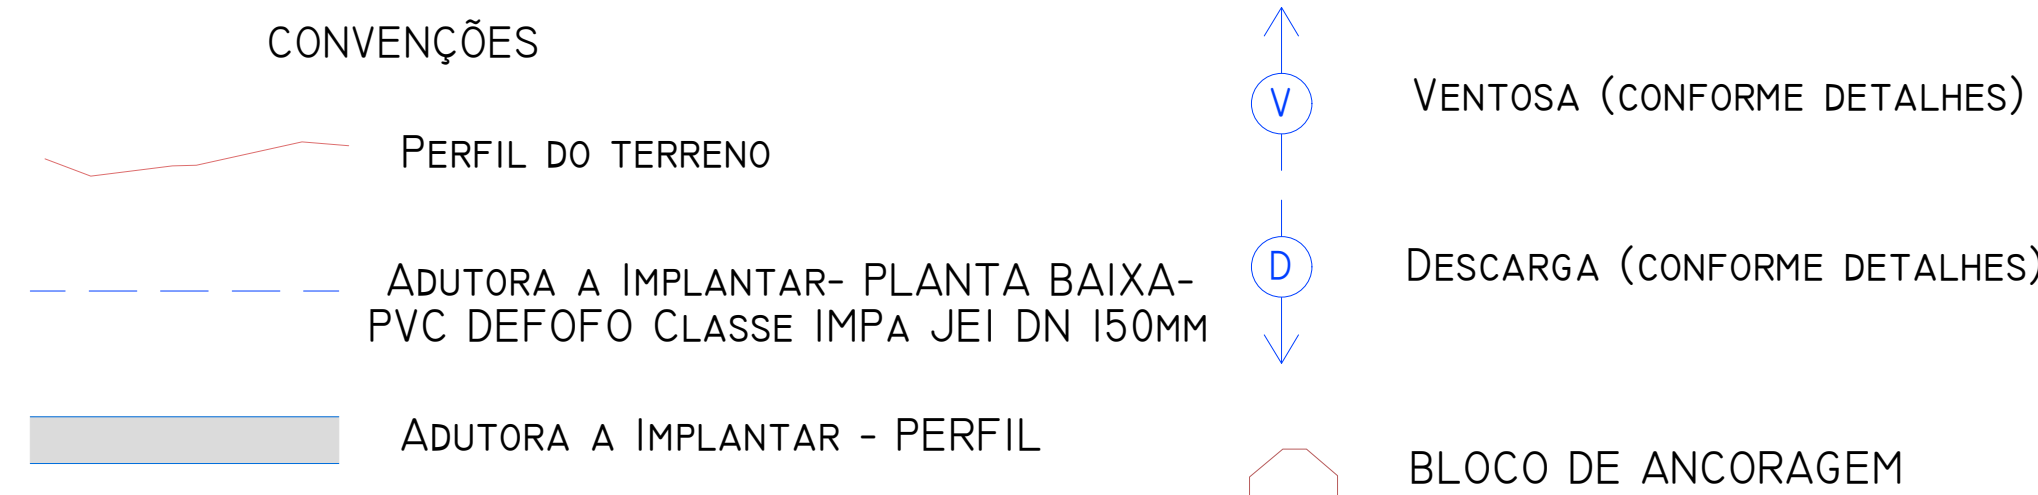 CONVENÇÕES
PERFIL DO TERRENO
ADUTORA A IMPLANTAR- PLANTA BAIXA-
PVC DEFOFO CLASSE 1MPA JEI DN 150MM
ADUTORA A IMPLANTAR - PERFIL
V
VENTOSA (CONFORME DETALHES)
D
DESCARGA (CONFORME DETALHES)
BLOCO DE ANCORAGEM